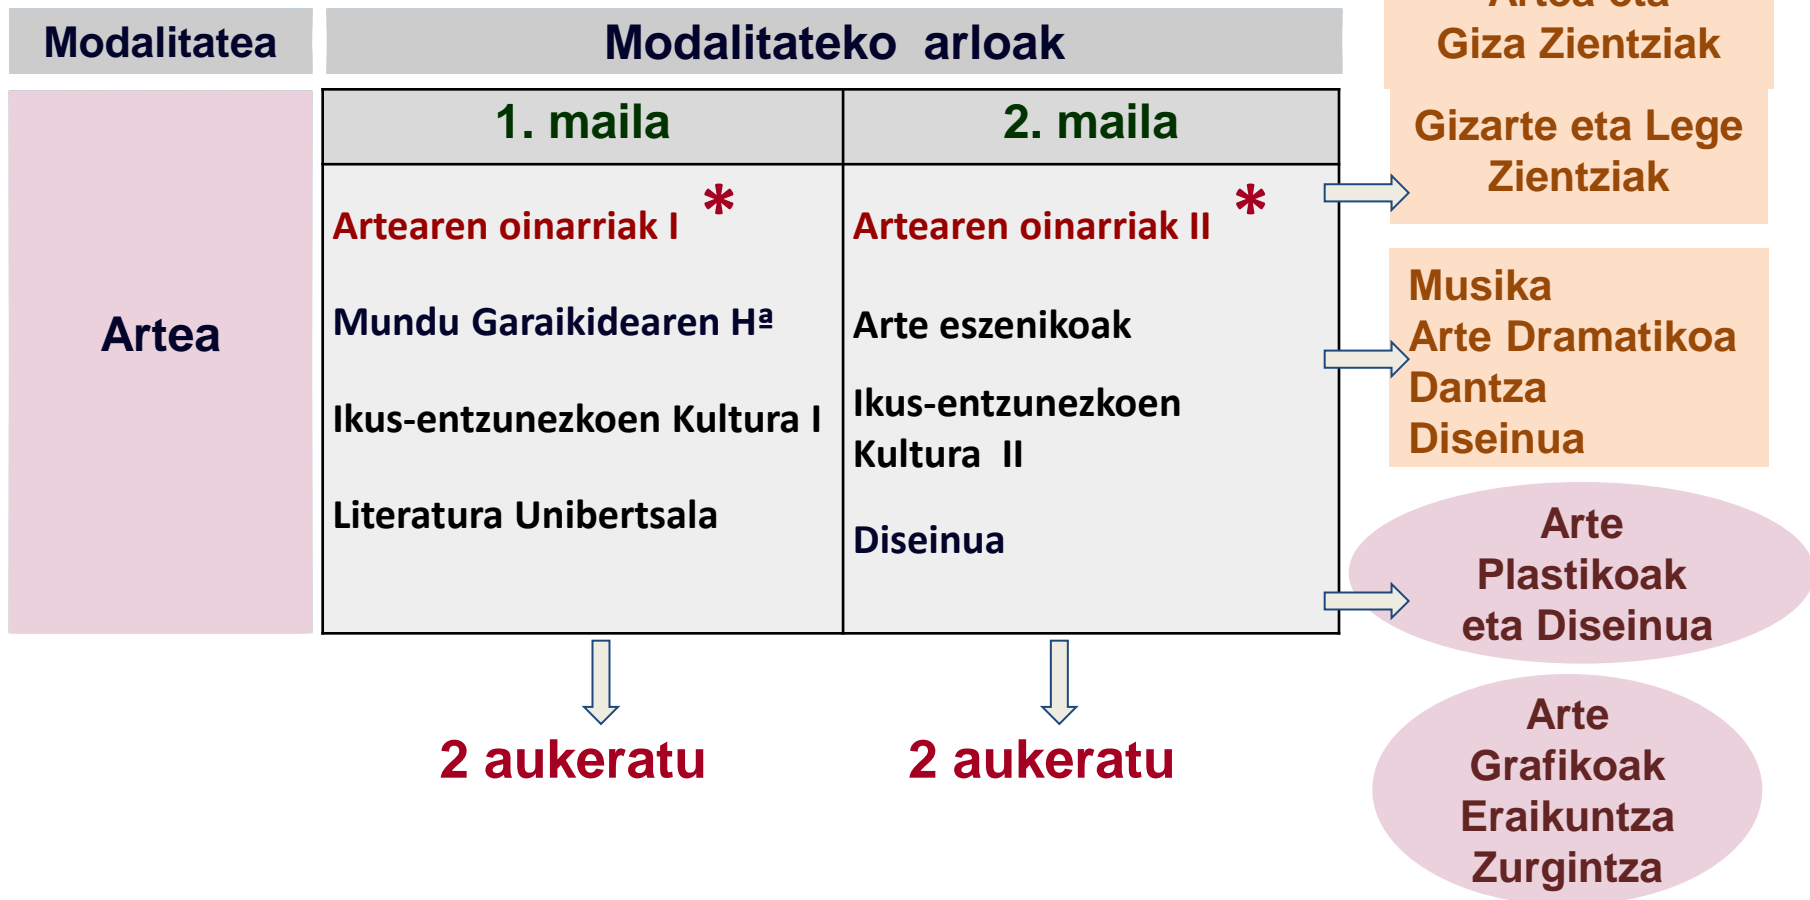 Modalitatea
Modalitateko arloak
Artea
1. maila
Artearen oinarriak I *
Mundu Garaikidearen Hª
Ikus-entzunezkoen Kultura I
Literatura Unibertsala
2 aukeratu
2. maila
Artearen oinarriak II *
Arte eszenikoak
Ikus-entzunezkoen
Kultura II
Diseinua
2 aukeratu
Artea eta
Giza Zientziak
Gizarte eta Lege
Zientziak
Musika
Arte Dramatikoa
Dantza
Diseinua
Arte
Plastikoak
eta Diseinua
Arte
Grafikoak
Eraikuntza
Zurgintza